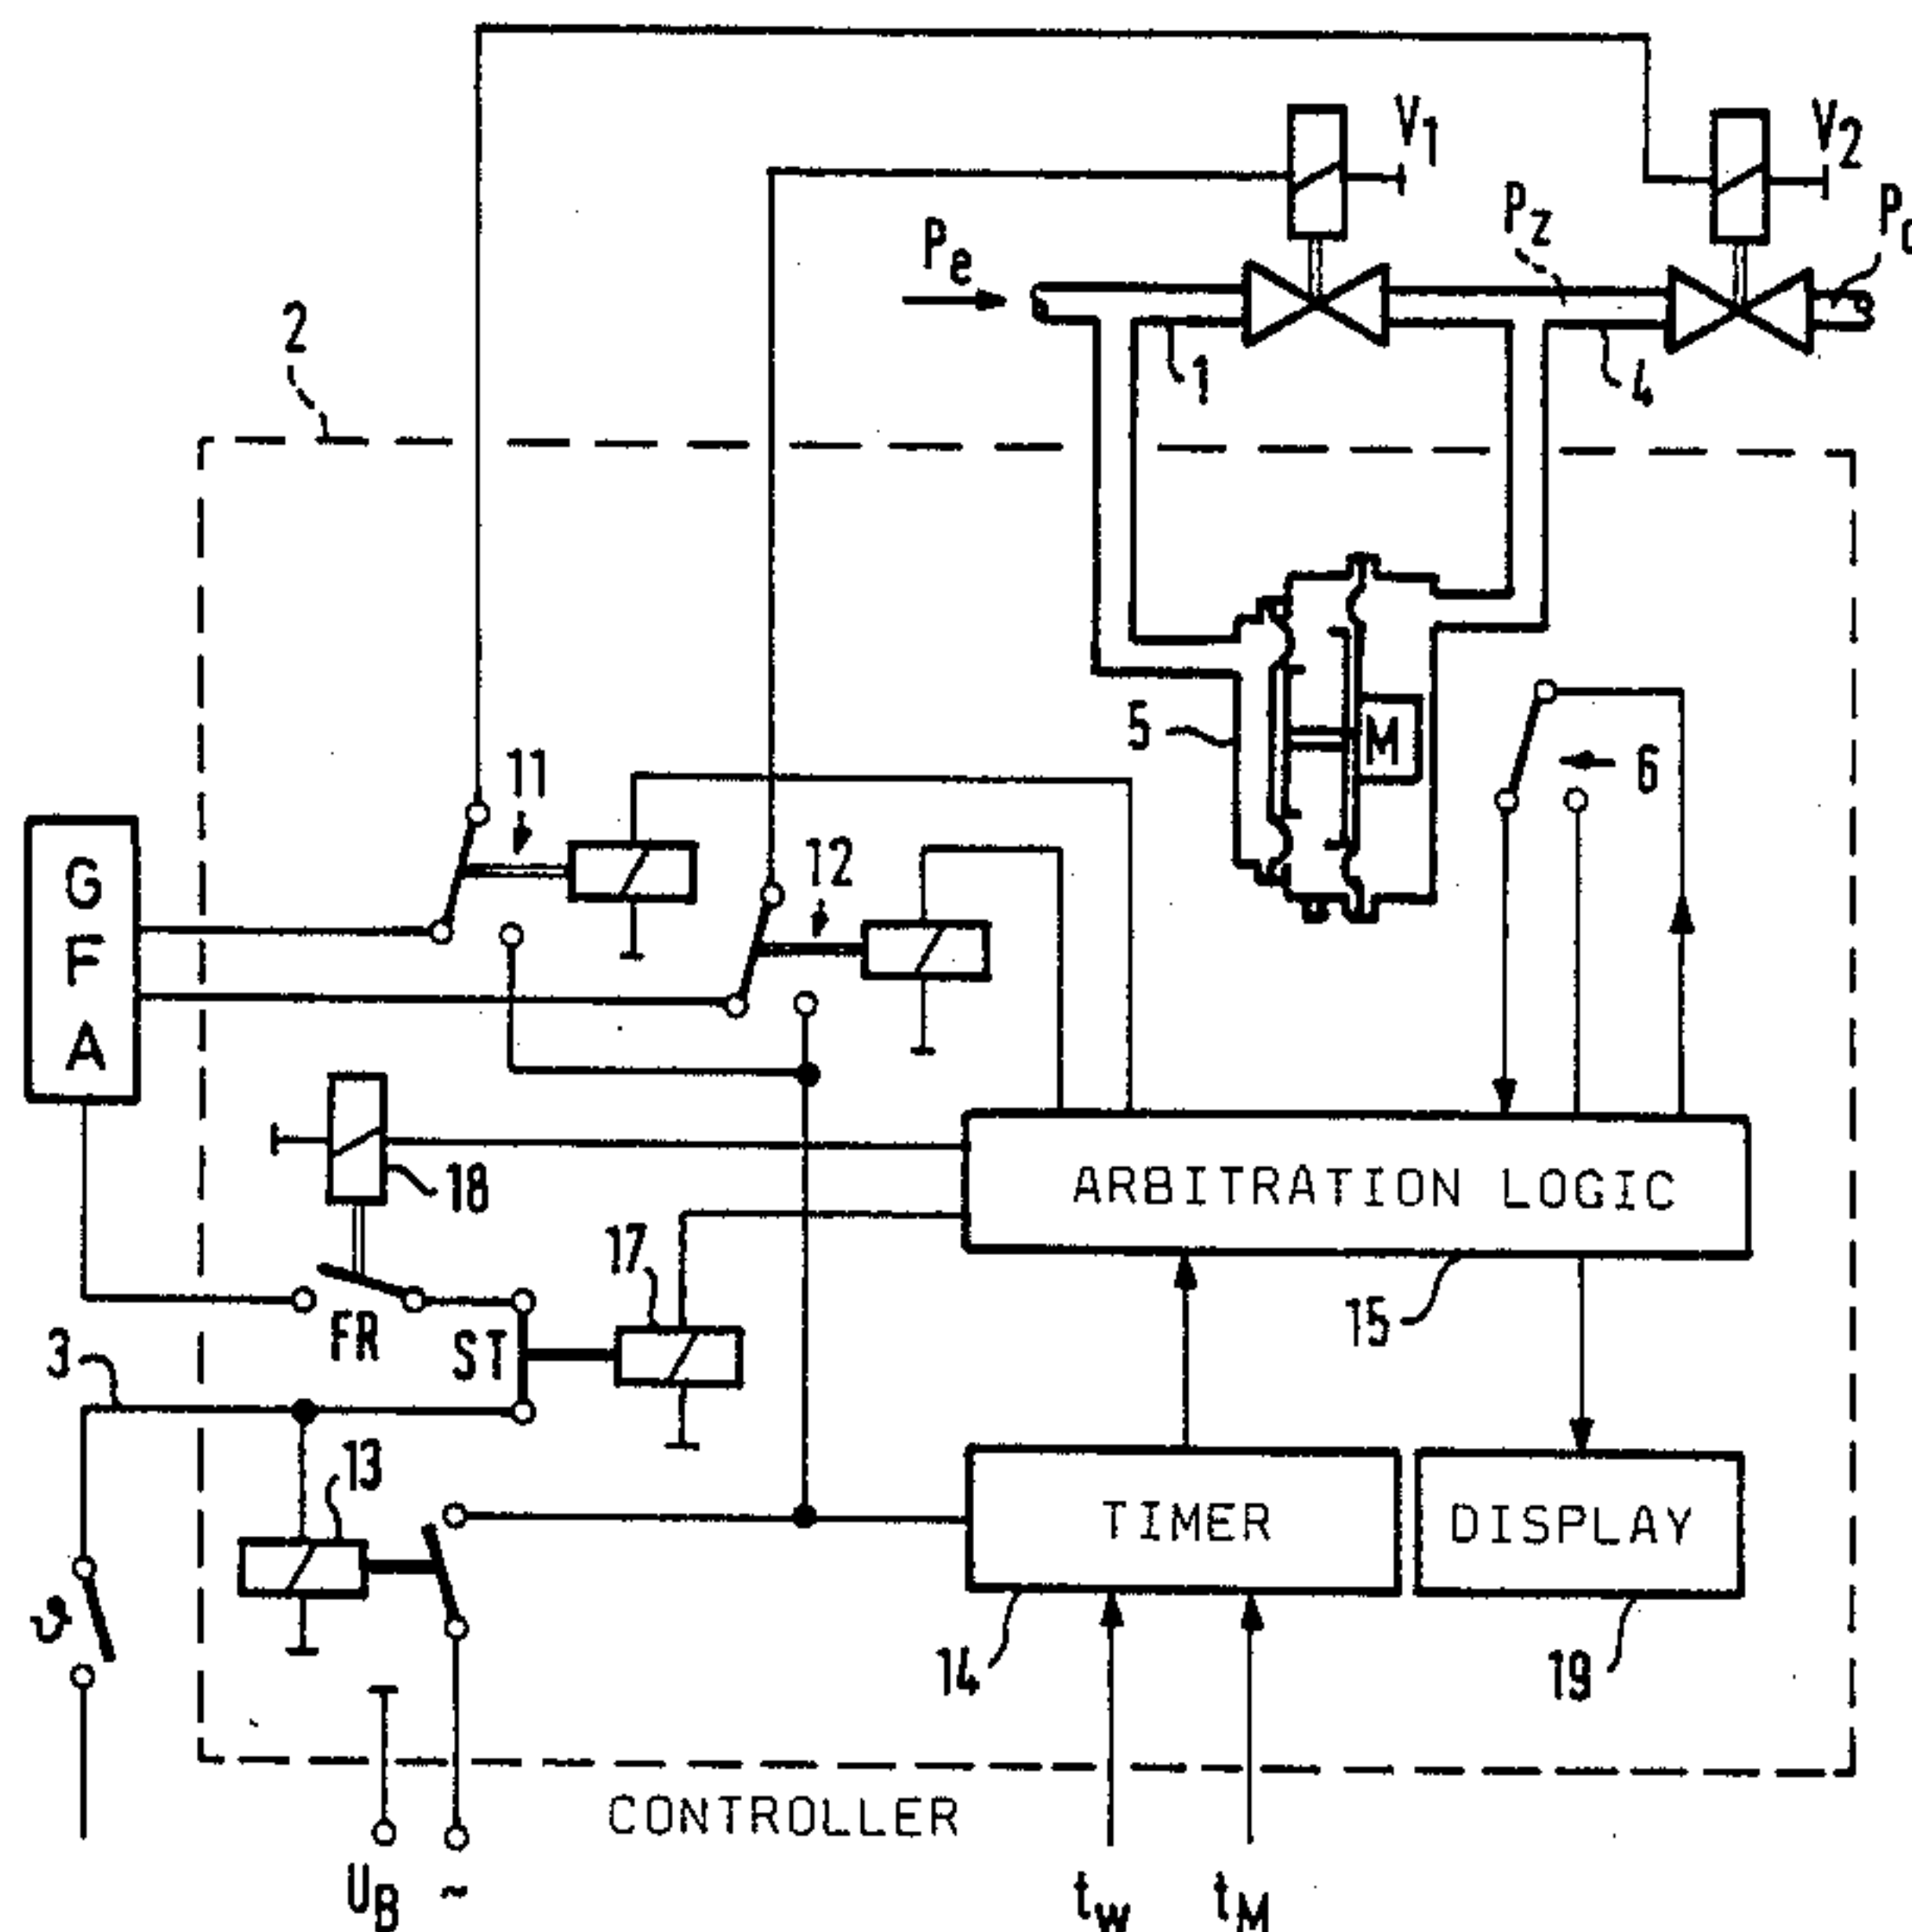 V1
V2
Pe
Pz
2
1
4
5
M
6
11
12
G
F
A
18
ARBITRATION LOGIC
17
15
FR
ST
3
13
TIMER
DISPLAY
ϑ
14
19
CONTROLLER
UB ~
tw
tM